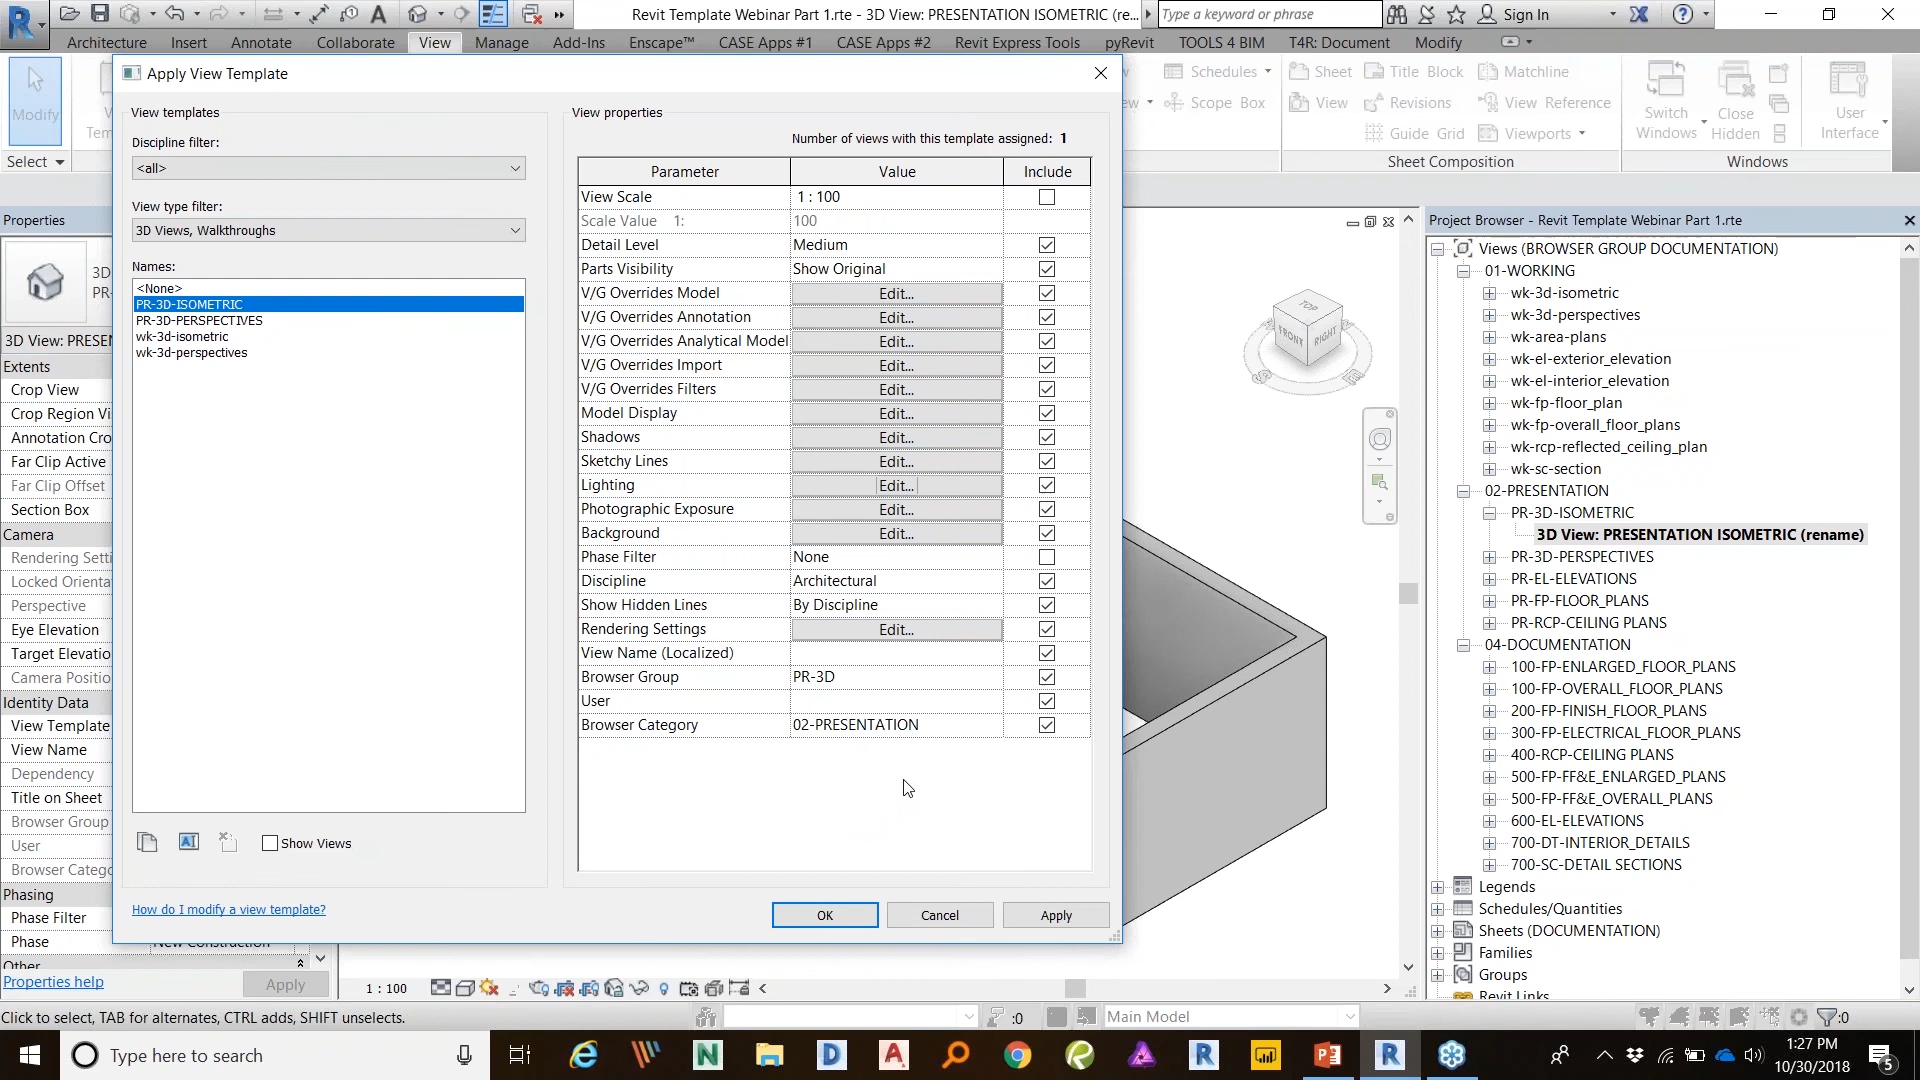 Revit Template Webinar Part 1.rte - 3D View: PRESENTATION ISOMETRIC (re...
Type a keyword or phrase
Sign In
Architecture Insert Annotate Collaborate View Manage Add-Ins Enscape™ CASE Apps #1 CASE Apps #2 Revit Express Tools pyRevit TOOLS 4 BIM T4R: Document Modify
Modify
Select
Schedules
Scope Box
Sheet
View
Title Block
Revisions
Guide Grid
Matchline
View Reference
Viewports
Sheet Composition
Switch Windows
Close Hidden
User Interface
Windows
Apply View Template
View templates
Discipline filter:
<all>
View type filter:
3D Views, Walkthroughs
Names:
<None>
PR-3D-ISOMETRIC
PR-3D-PERSPECTIVES
wk-3d-isometric
wk-3d-perspectives
Show Views
How do I modify a view template?
View properties
Number of views with this template assigned: 1
Parameter Value Include
View Scale 1 : 100
Scale Value 1: 100
Detail Level Medium
Parts Visibility Show Original
V/G Overrides Model Edit...
V/G Overrides Annotation Edit...
V/G Overrides Analytical Model Edit...
V/G Overrides Import Edit...
V/G Overrides Filters Edit...
Model Display Edit...
Shadows Edit...
Sketchy Lines Edit...
Lighting Edit...
Photographic Exposure Edit...
Background Edit...
Phase Filter None
Discipline Architectural
Show Hidden Lines By Discipline
Rendering Settings Edit...
View Name (Localized)
Browser Group PR-3D
User
Browser Category 02-PRESENTATION
OK Cancel Apply
Properties
3D
PR-
3D View: PRESEN
Extents
Crop View
Crop Region Vi
Annotation Cro
Far Clip Active
Far Clip Offset
Section Box
Camera
Rendering Setti
Locked Orienta
Perspective
Eye Elevation
Target Elevatio
Camera Positio
Identity Data
View Template
View Name
Dependency
Title on Sheet
Browser Group
User
Browser Catego
Phasing
Phase Filter
Phase New Construction
Other
Properties help
Apply
TOP
FRONT
RIGHT
1 : 100
Project Browser - Revit Template Webinar Part 1.rte
Views (BROWSER GROUP DOCUMENTATION)
01-WORKING
wk-3d-isometric
wk-3d-perspectives
wk-area-plans
wk-el-exterior_elevation
wk-el-interior_elevation
wk-fp-floor_plan
wk-fp-overall_floor_plans
wk-rcp-reflected_ceiling_plan
wk-sc-section
02-PRESENTATION
PR-3D-ISOMETRIC
3D View: PRESENTATION ISOMETRIC (rename)
PR-3D-PERSPECTIVES
PR-EL-ELEVATIONS
PR-FP-FLOOR_PLANS
PR-RCP-CEILING PLANS
04-DOCUMENTATION
100-FP-ENLARGED_FLOOR_PLANS
100-FP-OVERALL_FLOOR_PLANS
200-FP-FINISH_FLOOR_PLANS
300-FP-ELECTRICAL_FLOOR_PLANS
400-RCP-CEILING PLANS
500-FP-FF&E_ENLARGED_PLANS
500-FP-FF&E_OVERALL_PLANS
600-EL-ELEVATIONS
700-DT-INTERIOR_DETAILS
700-SC-DETAIL SECTIONS
Legends
Schedules/Quantities
Sheets (DOCUMENTATION)
Families
Groups
Revit Links
Click to select, TAB for alternates, CTRL adds, SHIFT unselects.
:0
Main Model
:0
Type here to search
1:27 PM
10/30/2018
5